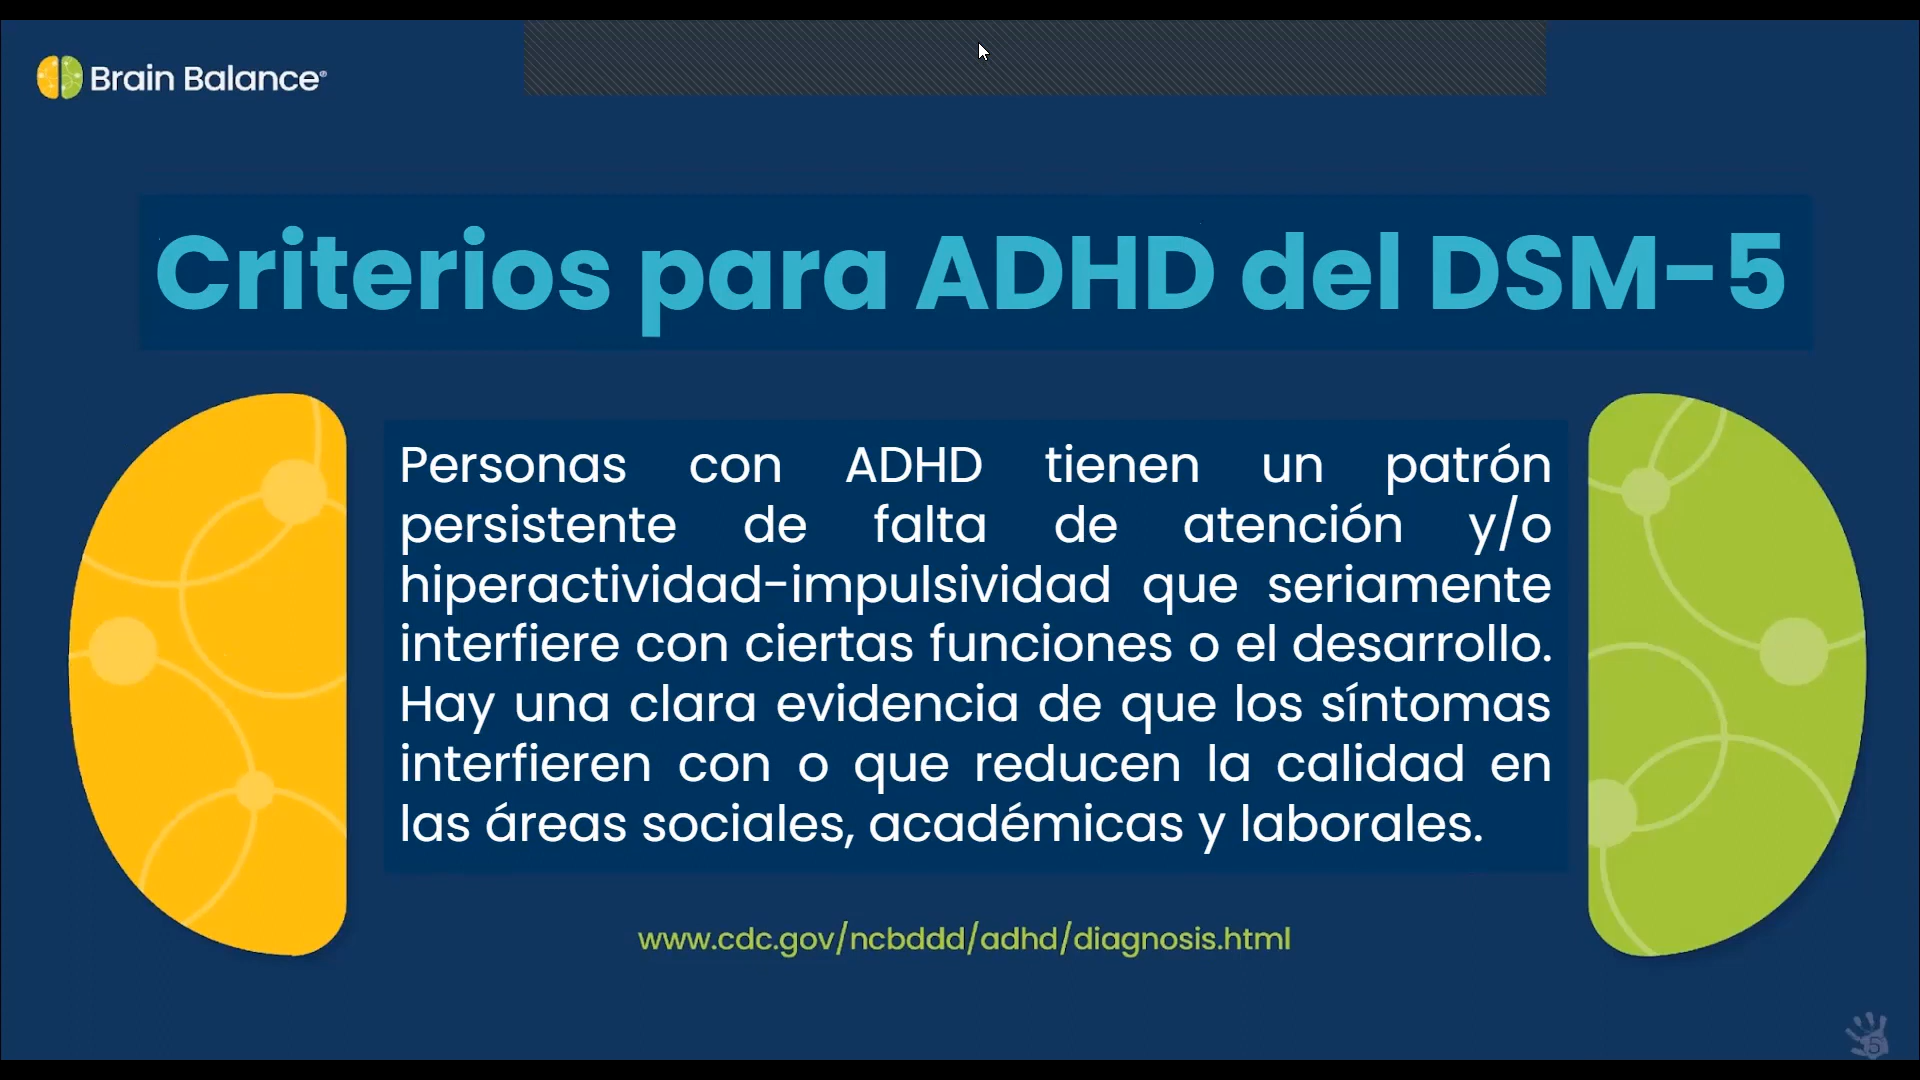 Brain Balance®
Criterios para ADHD del DSM-5
Personas con ADHD tienen un patrón
persistente de falta de atención y/o
hiperactividad-impulsividad que seriamente
interfiere con ciertas funciones o el desarrollo.
Hay una clara evidencia de que los síntomas
interfieren con o que reducen la calidad en
las áreas sociales, académicas y laborales.
www.cdc.gov/ncbddd/adhd/diagnosis.html
5